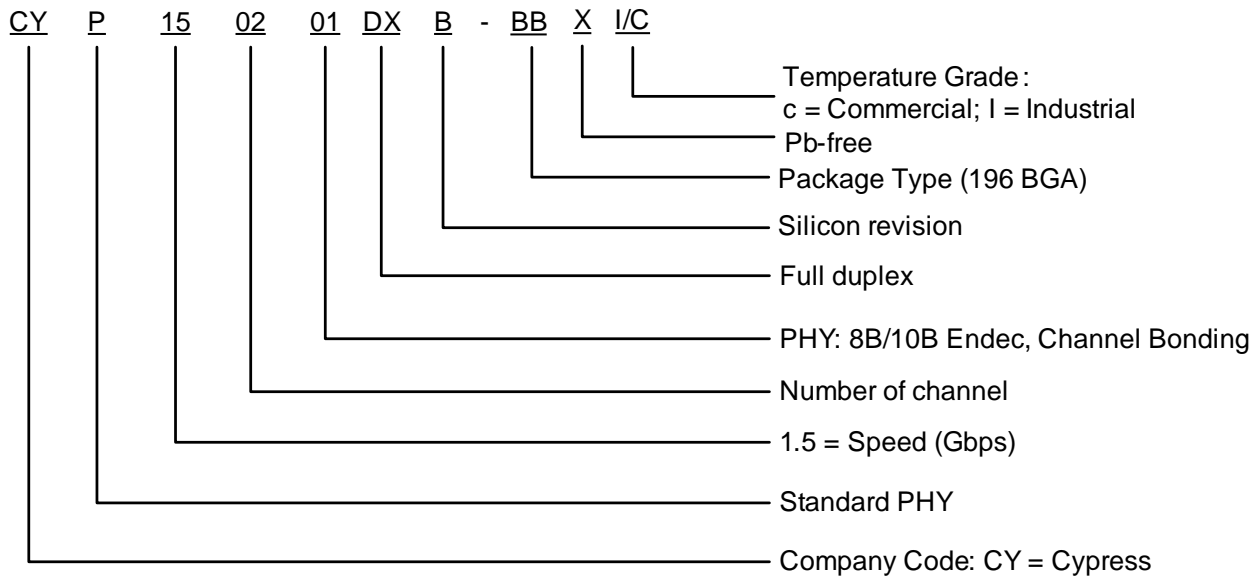 CY P 15 02 01 DX B - BB X I/C
Temperature Grade:
c = Commercial; I = Industrial
Pb-free
Package Type (196 BGA)
Silicon revision
Full duplex
PHY: 8B/10B Endec, Channel Bonding
Number of channel
1.5 = Speed (Gbps)
Standard PHY
Company Code: CY = Cypress